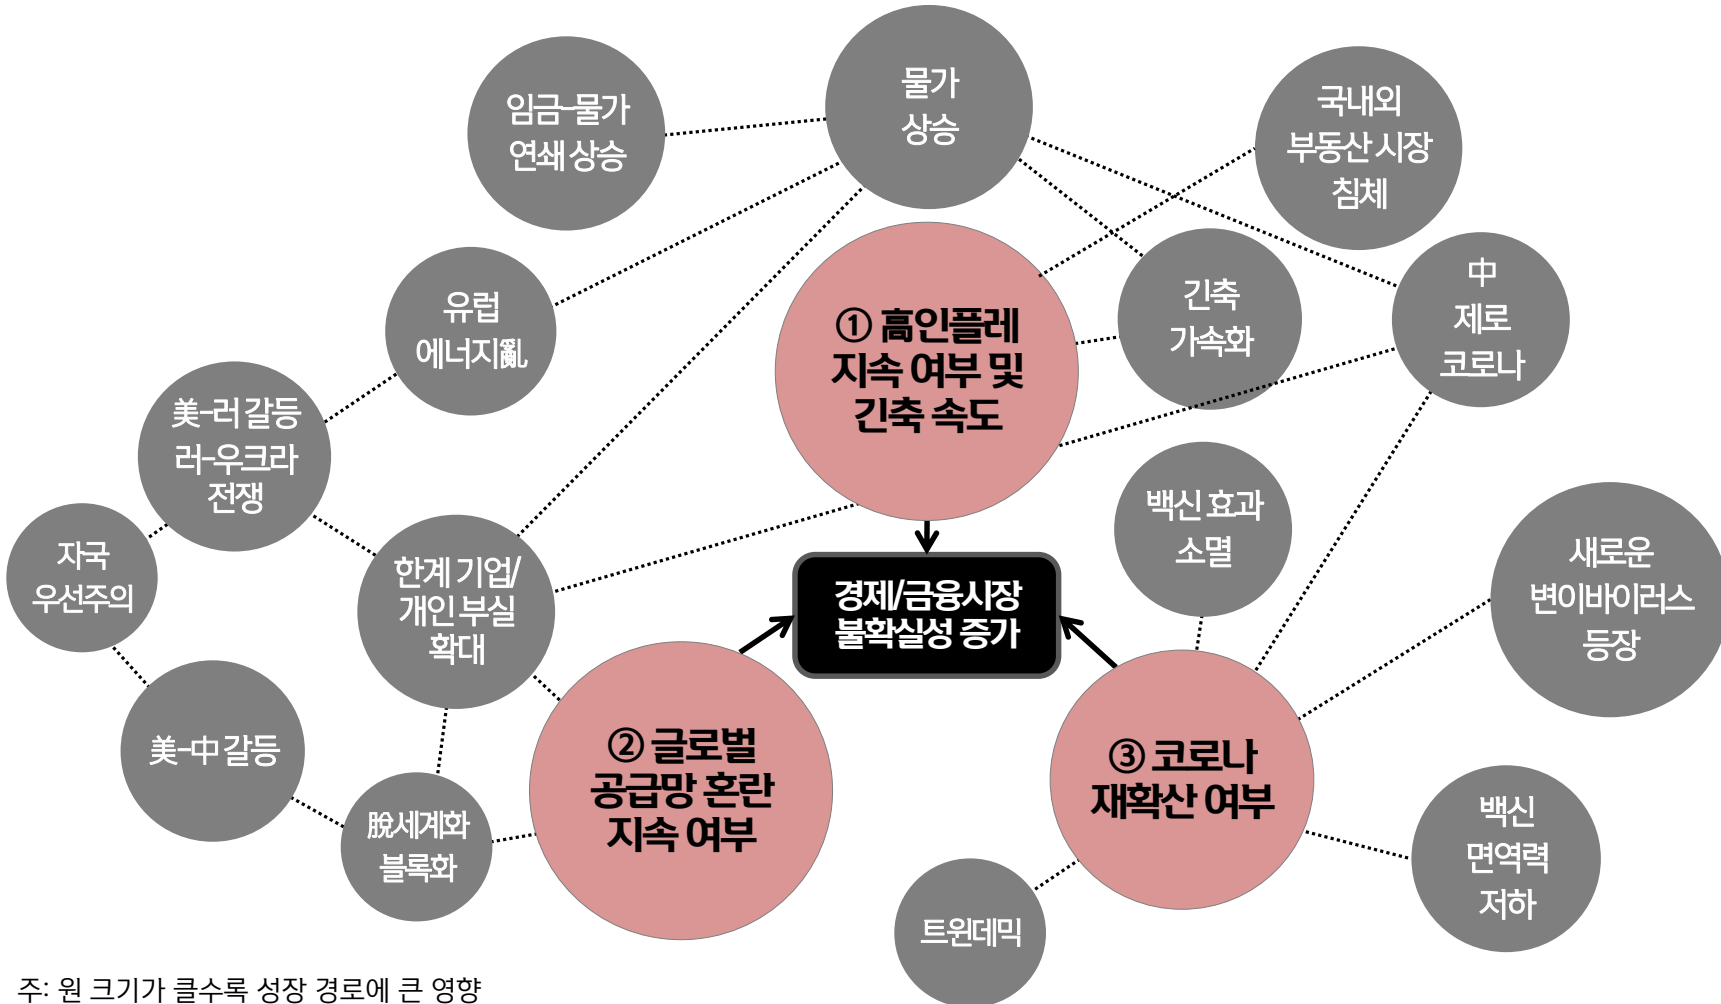 물가
상승
임금-물가
연쇄 상승
국내외
부동산 시장
침체
유럽
에너지亂
① 高인플레
지속 여부 및
긴축 속도
긴축
가속화
中
제로
코로나
美-러 갈등
러-우크라
전쟁
자국
우선주의
한계 기업/
개인 부실
확대
백신 효과
소멸
새로운
변이바이러스
등장
경제/금융시장
불확실성 증가
美-中 갈등
脫세계화
블록화
② 글로벌
공급망 혼란
지속 여부
③ 코로나
재확산 여부
백신
면역력
저하
트윈데믹
주: 원 크기가 클수록 성장 경로에 큰 영향